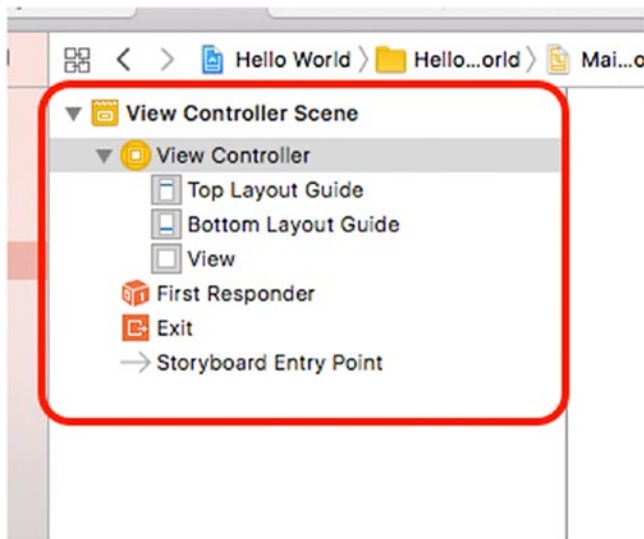 Hello World Hello...orld Mai...o
View Controller Scene
View Controller
Top Layout Guide
Bottom Layout Guide
View
First Responder
Exit
Storyboard Entry Point